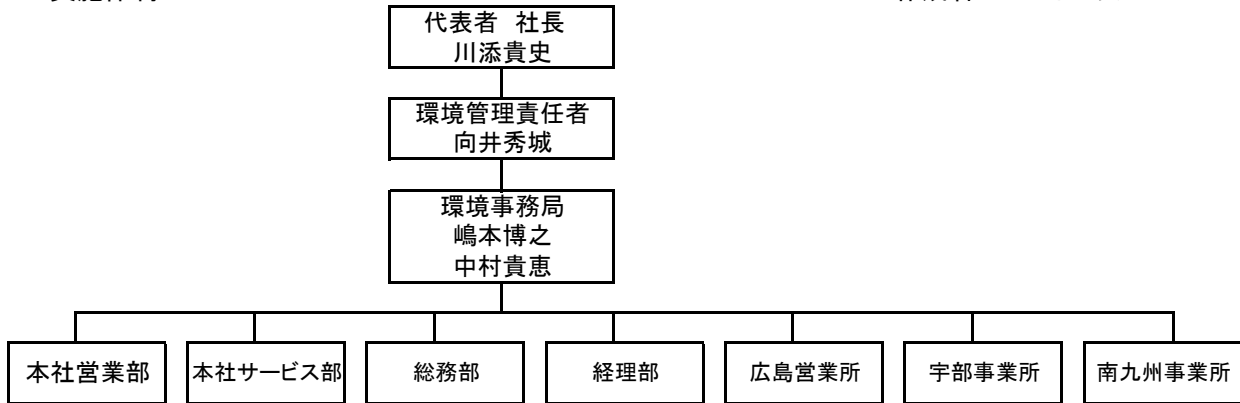 代表者 社長
川添貴史
環境管理責任者
向井秀城
環境事務局
嶋本博之
中村貴恵
本社営業部
本社サービス部
総務部
経理部
広島営業所
宇部事業所
南九州事業所